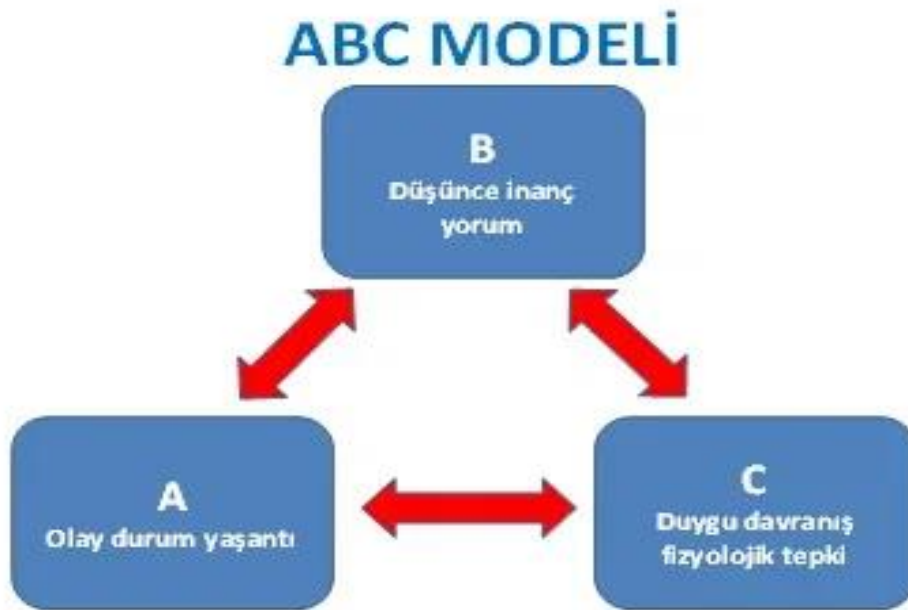 ABC MODELİ
B
Düşünce inanç
yorum
A
Olay durum yaşantı
C
Duygu davranış
fizyolojik tepki